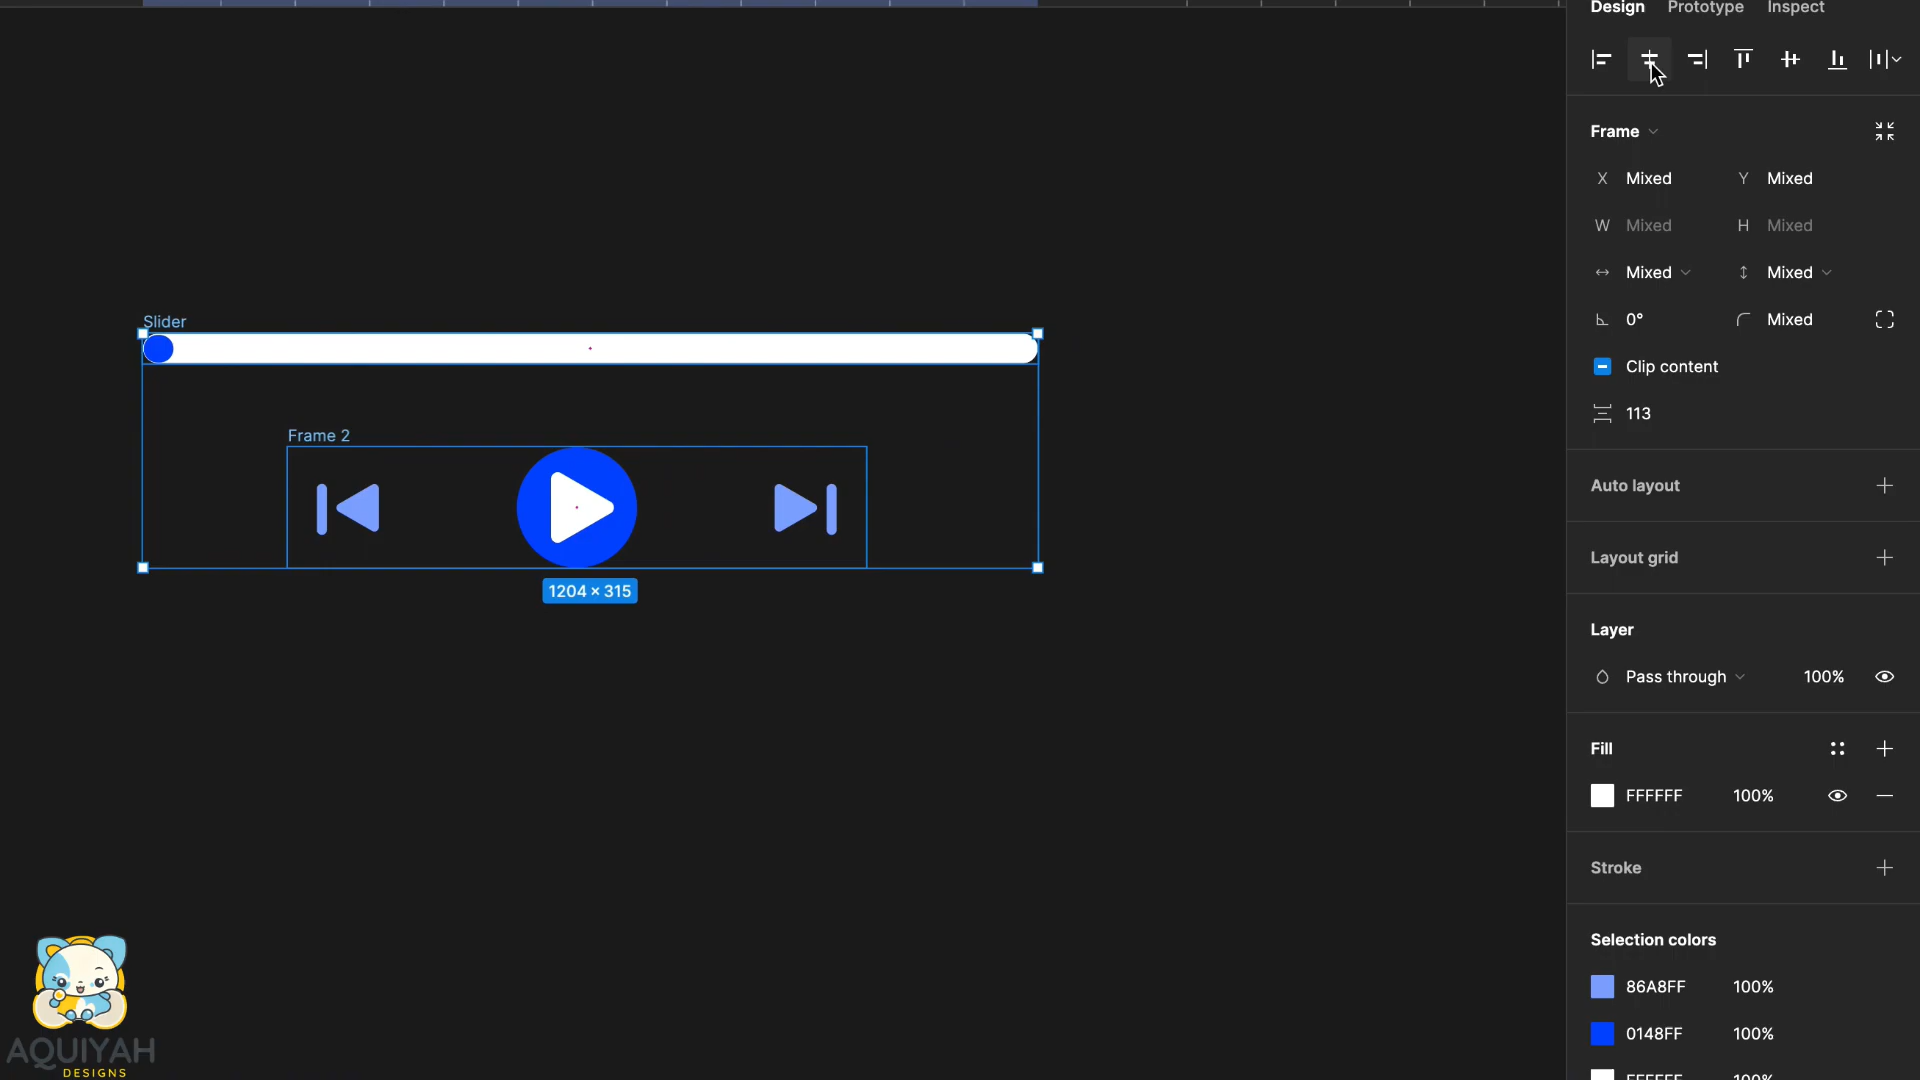 Design Prototype Inspect
Frame
X Mixed Y Mixed
W Mixed H Mixed
Mixed Mixed
0° Mixed
Clip content
113
Auto layout
Layout grid
Layer
Pass through 100%
Fill
FFFFFF 100%
Stroke
Selection colors
86A8FF 100%
0148FF 100%
FFFFFF 100%
Slider
Frame 2
1204 × 315
AQUIYAH
DESIGNS